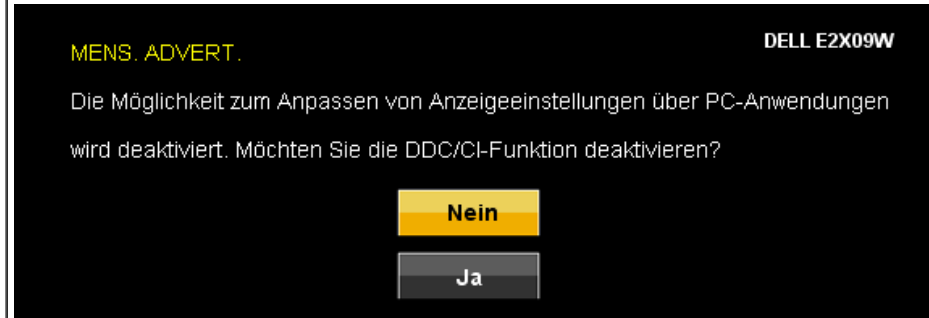 MENS. ADVERT.
DELL E2X09W
Die Möglichkeit zum Anpassen von Anzeigeeinstellungen über PC-Anwendungen
wird deaktiviert. Möchten Sie die DDC/CI-Funktion deaktivieren?
Nein
Ja